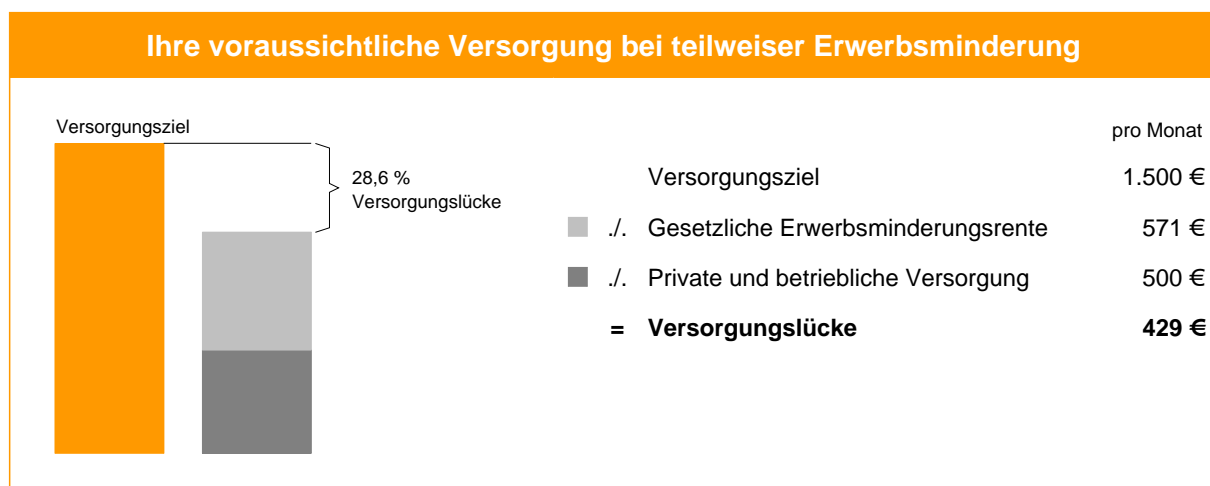 Ihre voraussichtliche Versorgung bei teilweiser Erwerbsminderung
Versorgungsziel
28,6 %
Versorgungslücke
pro Monat
Versorgungsziel 1.500 €
./. Gesetzliche Erwerbsminderungsrente 571 €
./. Private und betriebliche Versorgung 500 €
= Versorgungslücke 429 €